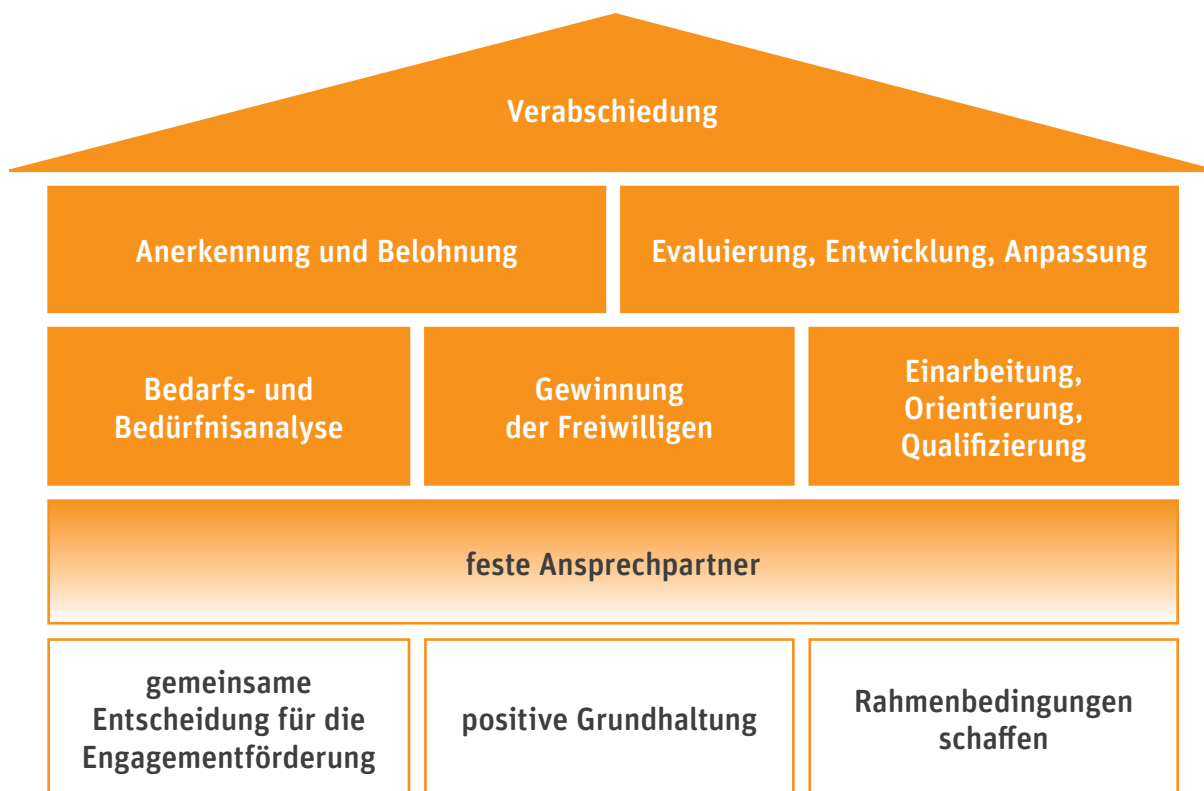 Verabschiedung
Anerkennung und Belohnung
Evaluierung, Entwicklung, Anpassung
Bedarfs- und
Bedürfnisanalyse
Gewinnung
der Freiwilligen
Einarbeitung,
Orientierung,
Qualifizierung
feste Ansprechpartner
gemeinsame
Entscheidung für die
Engagementförderung
positive Grundhaltung
Rahmenbedingungen
schaffen